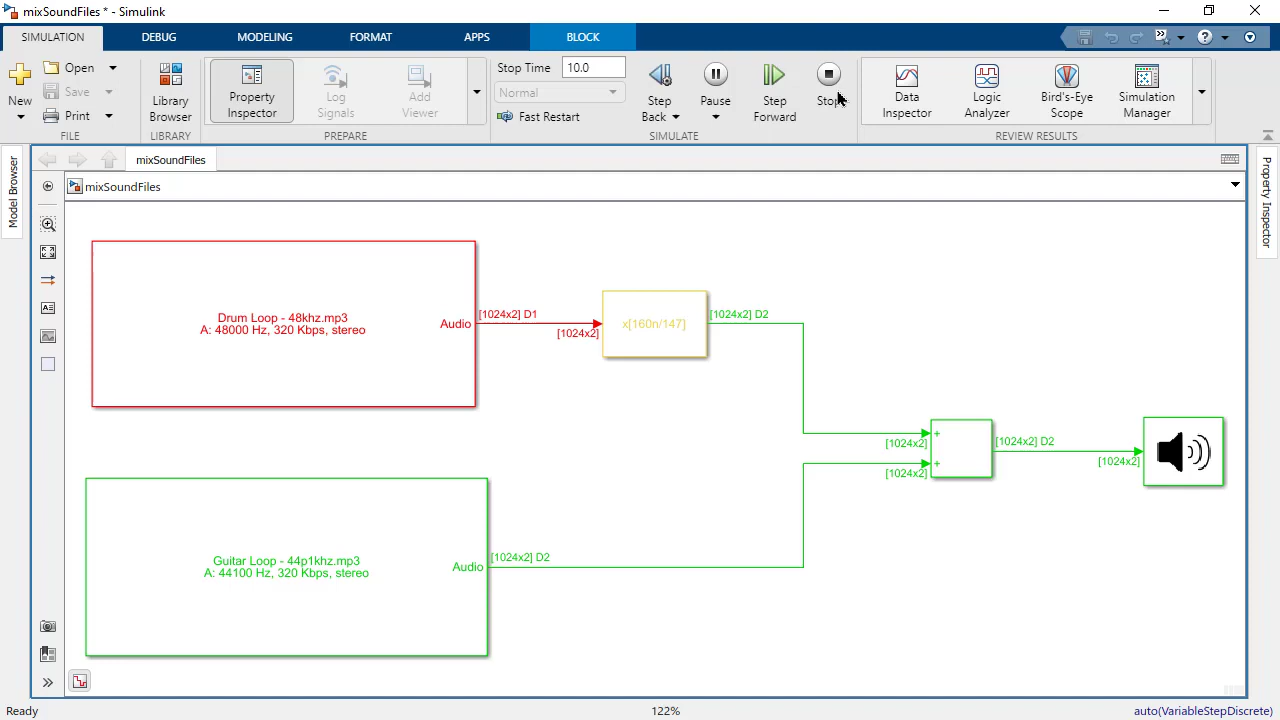 mixSoundFiles * - Simulink
SIMULATION DEBUG MODELING FORMAT APPS BLOCK
New
Open
Save
Print
FILE
Library
Browser
LIBRARY
Property
Inspector
Log
Signals
Add
Viewer
PREPARE
Stop Time 10.0
Normal
Fast Restart
Step
Back
Pause
Step
Forward
Stop
SIMULATE
Data
Inspector
Logic
Analyzer
Bird's-Eye
Scope
Simulation
Manager
REVIEW RESULTS
Model Browser
mixSoundFiles
mixSoundFiles
Property Inspector
Drum Loop - 48khz.mp3
A: 48000 Hz, 320 Kbps, stereo
Audio
[1024x2] D1
[1024x2]
x[160n/147]
[1024x2] D2
[1024x2]
+
+
[1024x2]
[1024x2] D2
[1024x2]
Guitar Loop - 44p1khz.mp3
A: 44100 Hz, 320 Kbps, stereo
Audio
[1024x2] D2
Ready 122% auto(VariableStepDiscrete)